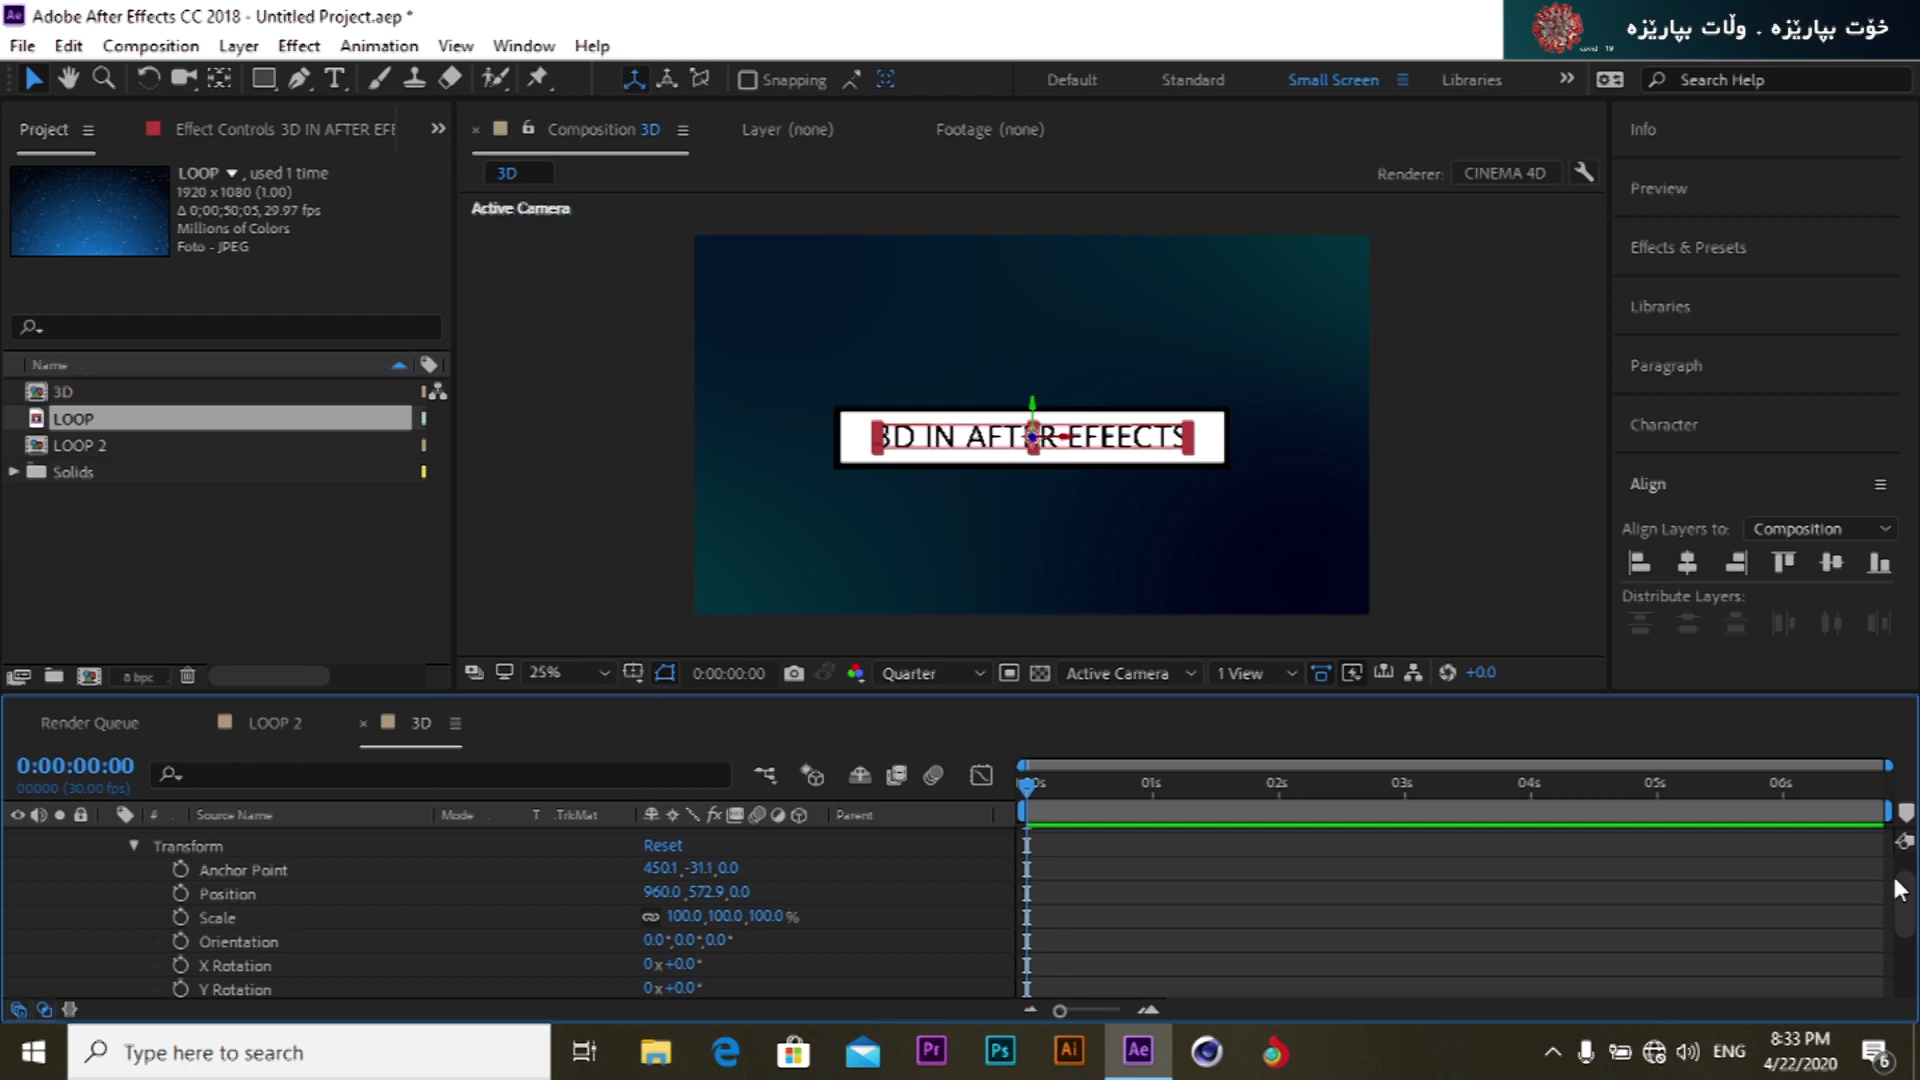 Adobe After Effects CC 2018 - Untitled Project.aep *
خۆت بپارێزە . وڵات بپارێزە
covid 19
File Edit Composition Layer Effect Animation View Window Help
Snapping
Default Standard Small Screen Libraries
Search Help
Project
Effect Controls 3D IN AFTER EFE
Composition 3D
Layer (none)
Footage (none)
Info
LOOP , used 1 time
1920 x 1080 (1.00)
Δ 0;00;50;05, 29.97 fps
Millions of Colors
Foto - JPEG
3D
Renderer: CINEMA 4D
Active Camera
Preview
Effects & Presets
Libraries
Paragraph
Character
Align
Align Layers to: Composition
Distribute Layers:
Name
3D
LOOP
LOOP 2
Solids
3D IN AFTER EFEECTS
8 bpc
25%
0:00:00:00
Quarter
Active Camera
1 View
+0.0
Render Queue
LOOP 2
3D
0:00:00:00
00000 (30.00 fps)
# Source Name Mode T .TrkMat Parent
01s 02s 03s 04s 05s 06s
Transform Reset
Anchor Point 450.1,-31.1,0.0
Position 960.0,572.9,0.0
Scale 100.0,100.0,100.0%
Orientation 0.0°,0.0°,0.0°
X Rotation 0x+0.0°
Y Rotation 0x+0.0°
Type here to search
Pr
Ps
Ai
Ae
ENG
8:33 PM
4/22/2020
6